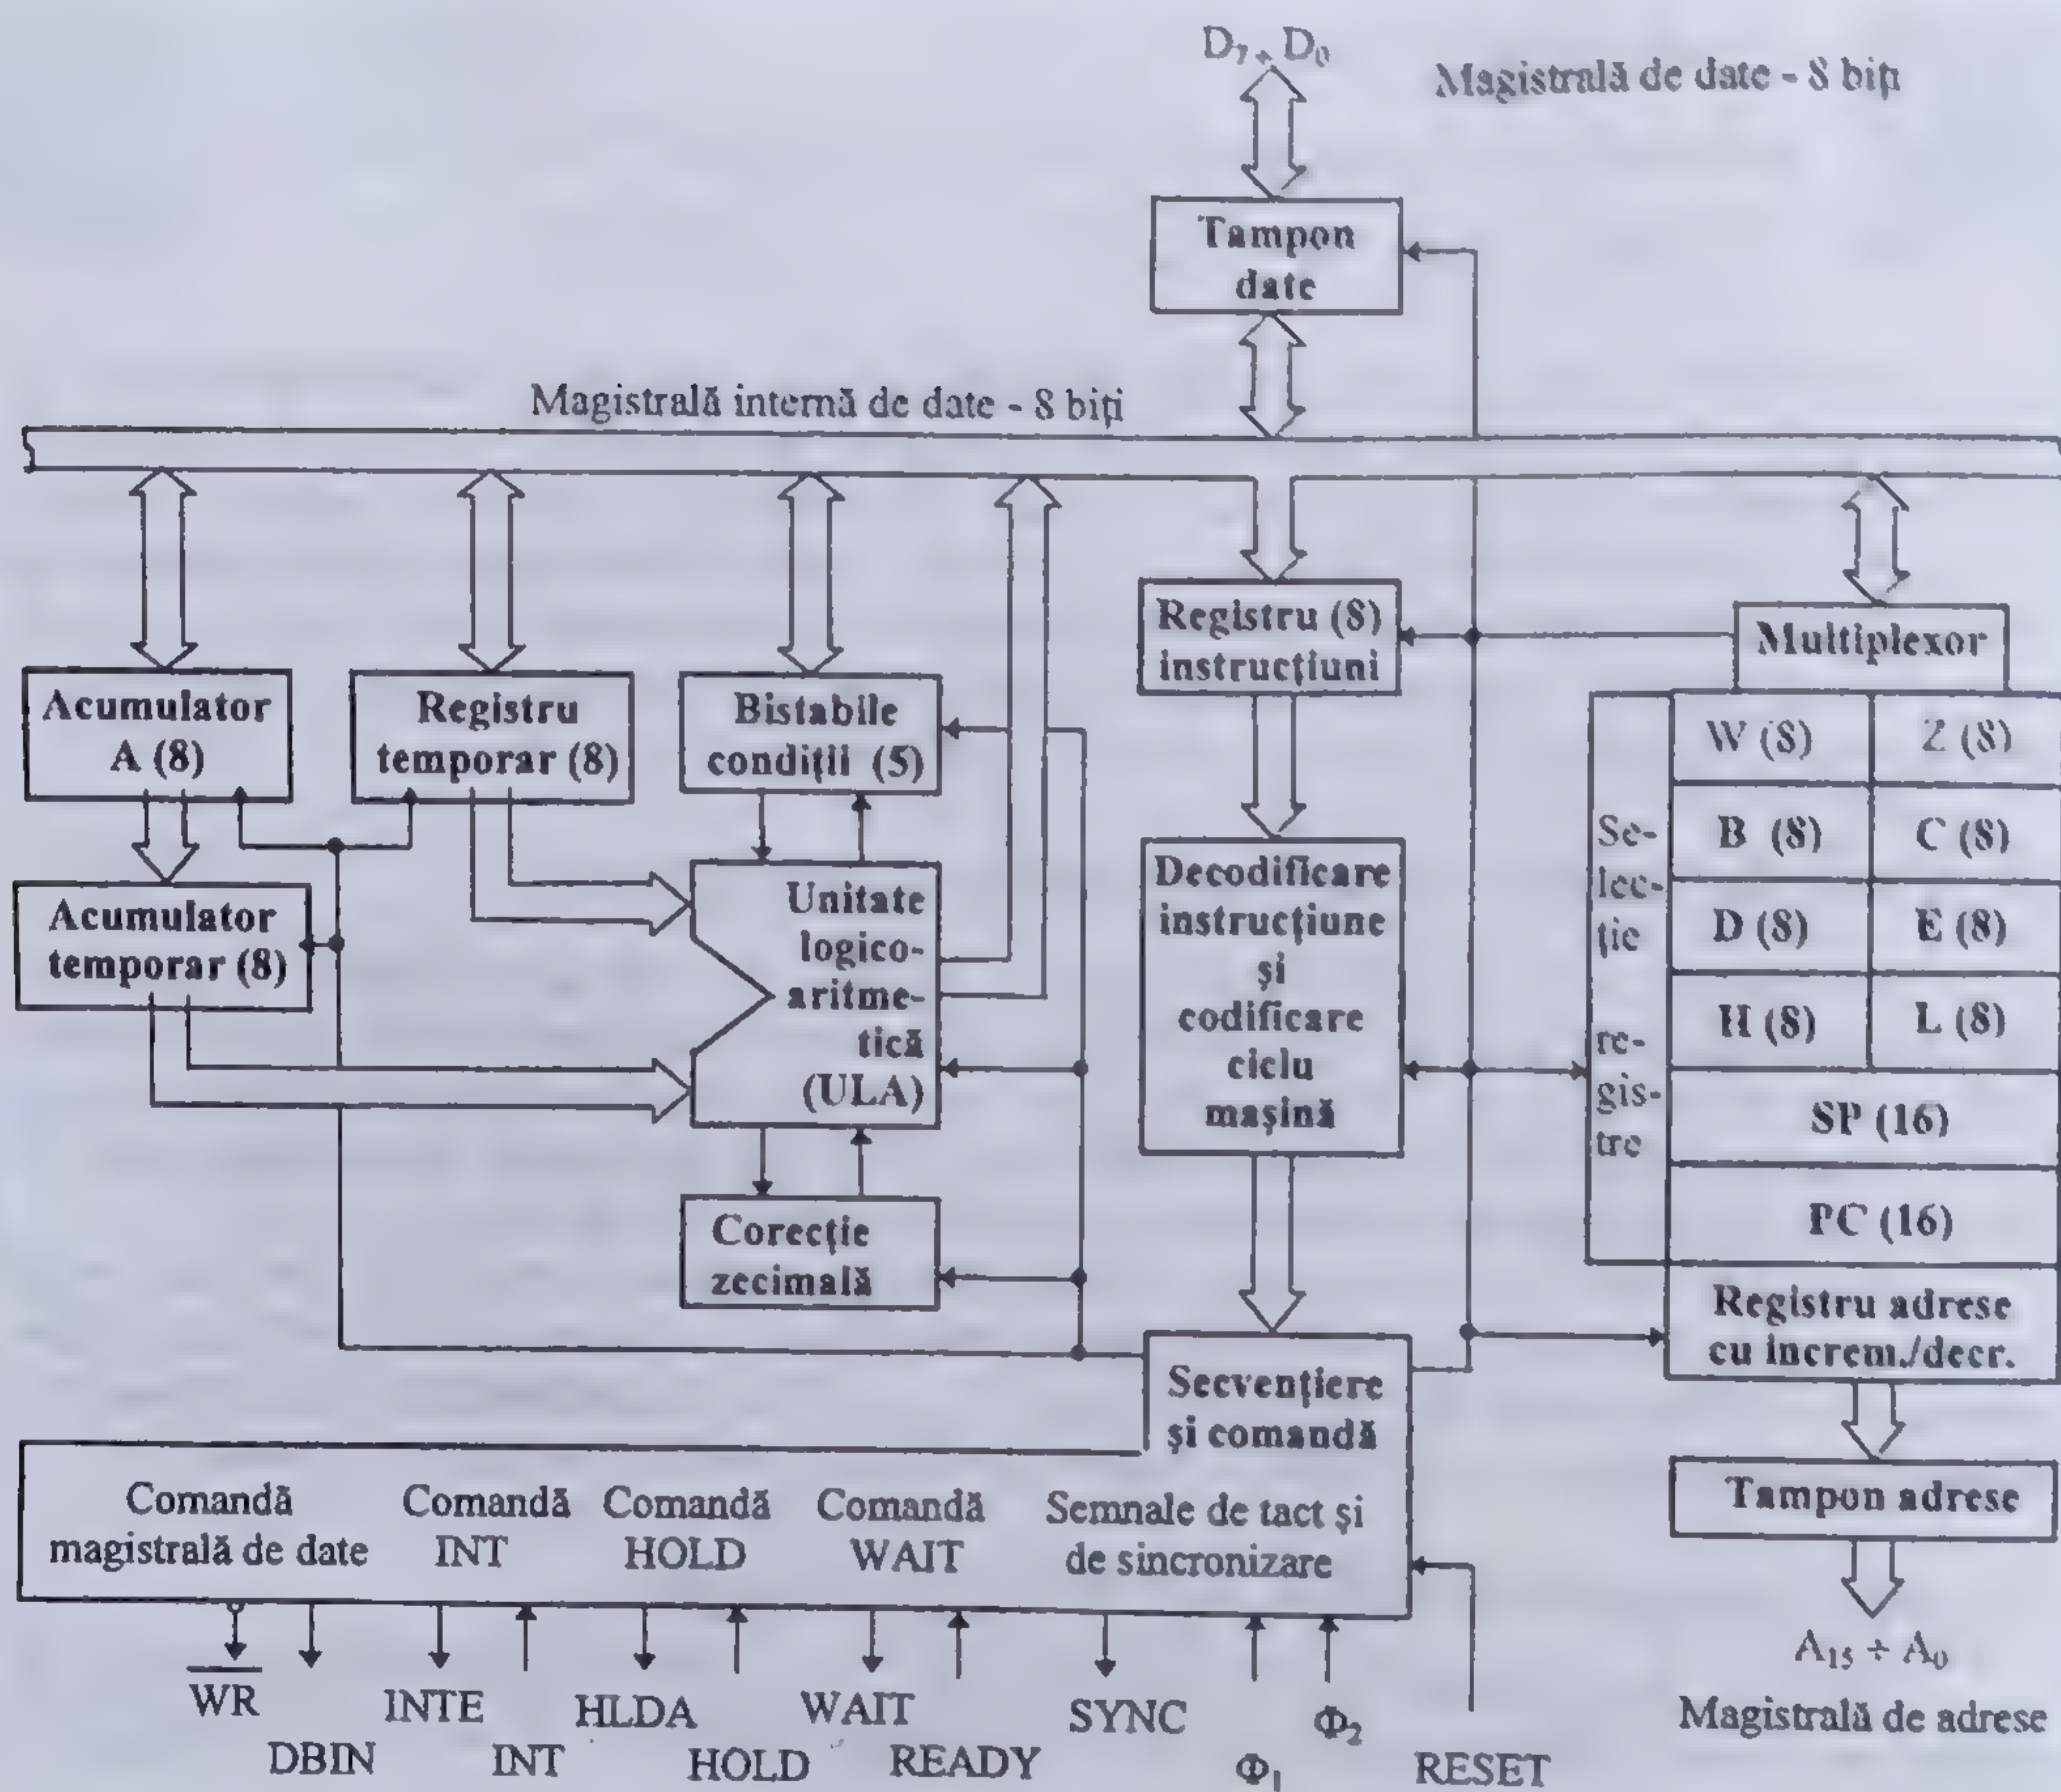 D₇ ÷ D₀
Magistrală de date - 8 biți
Tampon
date
Magistrală internă de date - 8 biți
Acumulator
A (8)
Registru
temporar (8)
Bistabile
condiții (5)
Registru (8)
instrucțiuni
Multiplexor
W (8)
Z (8)
B (8)
C (8)
D (8)
E (8)
H (8)
L (8)
SP (16)
PC (16)
Se-
lec-
ție
re-
gis-
tre
Registru adrese
cu increm./decr.
Acumulator
temporar (8)
Unitate
logico-
aritme-
tică
(ULA)
Decodificare
instrucțiune
și
codificare
ciclu
mașină
Corecție
zecimală
Secvențiere
și comandă
Tampon adrese
Comandă
magistrală de date
Comandă
INT
Comandă
HOLD
Comandă
WAIT
Semnale de tact și
de sincronizare
W̅R̅
DBIN
INTE
INT
HLDA
HOLD
WAIT
READY
SYNC
Φ₁
Φ₂
RESET
A₁₅ ÷ A₀
Magistrală de adrese